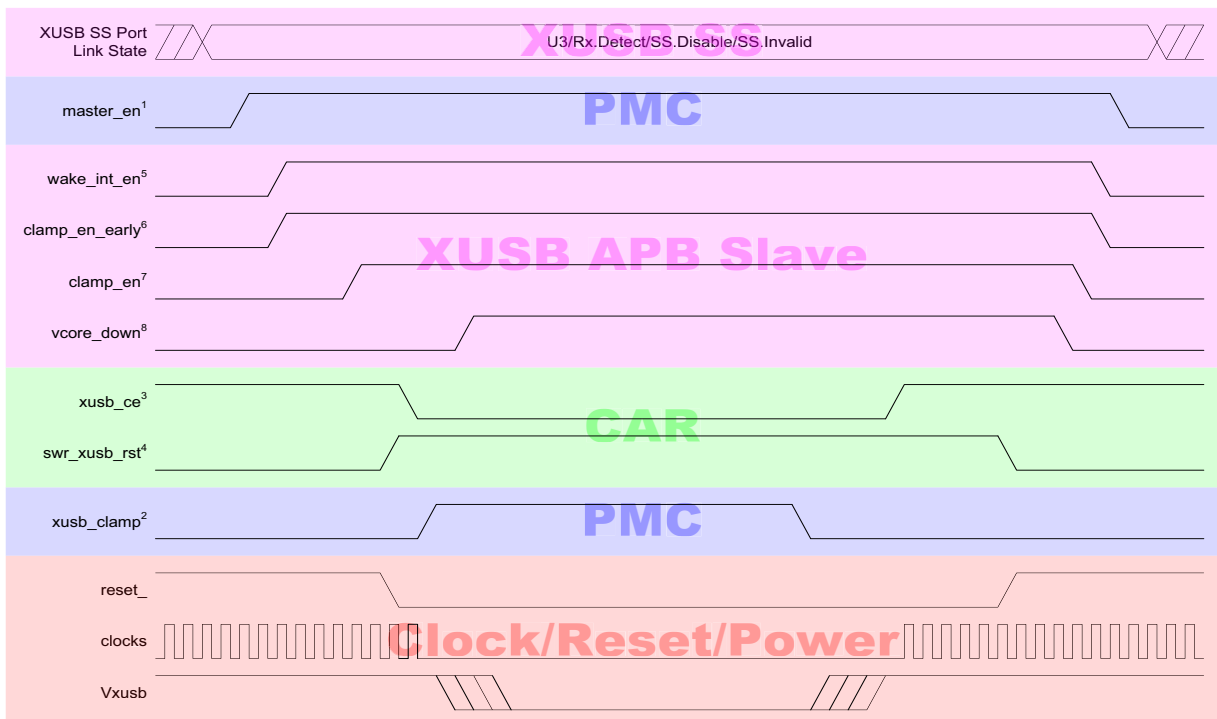 XUSB SS Port
Link State
XUSB SS
U3/Rx.Detect/SS.Disable/SS.Invalid
master_en¹
PMC
wake_int_en⁵
clamp_en_early⁶
XUSB APB Slave
clamp_en⁷
vcore_down⁸
xusb_ce³
CAR
swr_xusb_rst⁴
xusb_clamp²
PMC
reset_
clocks
Clock/Reset/Power
Vxusb